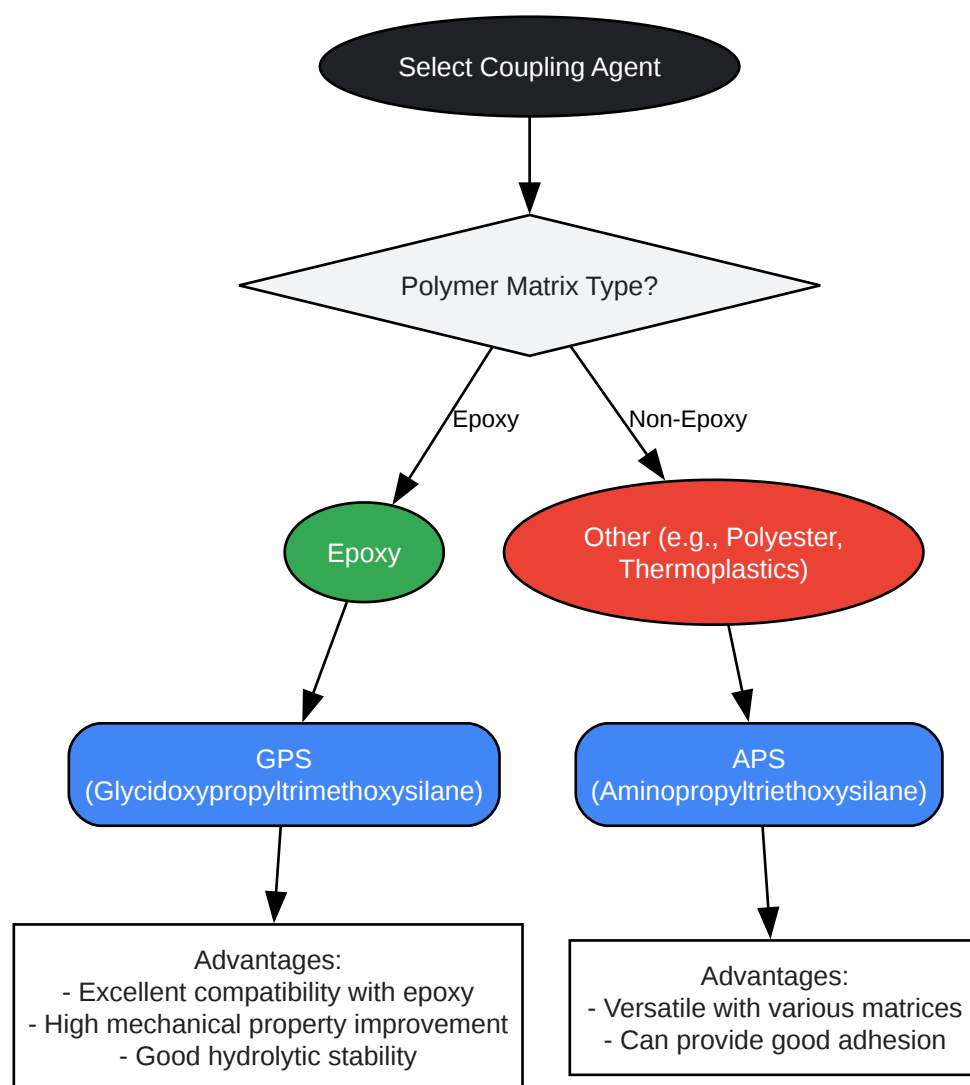 Select Coupling Agent
Polymer Matrix Type?
Epoxy
Non-Epoxy
Epoxy
Other (e.g., Polyester,
Thermoplastics)
GPS
(Glycidoxypropyltrimethoxysilane)
APS
(Aminopropyltriethoxysilane)
Advantages:
- Excellent compatibility with epoxy
- High mechanical property improvement
- Good hydrolytic stability
Advantages:
- Versatile with various matrices
- Can provide good adhesion